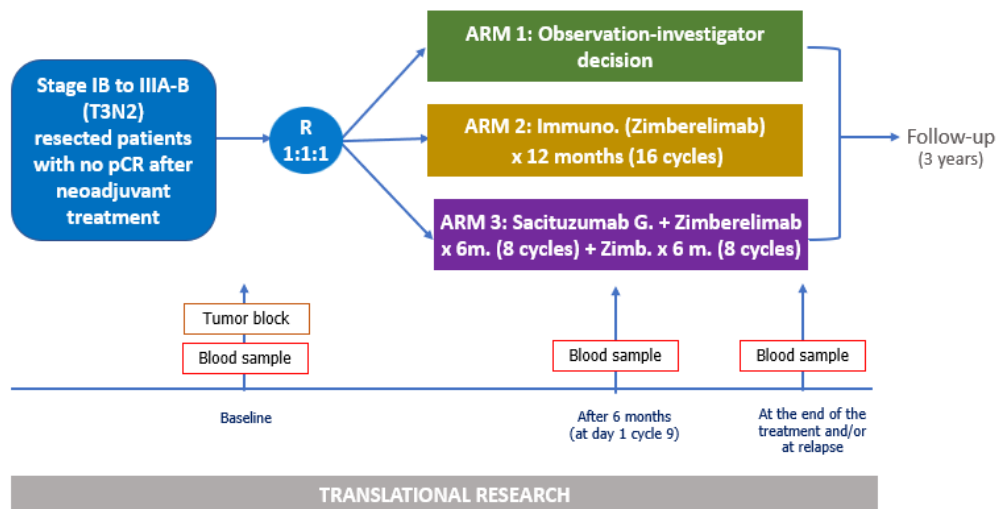 Stage IB to IIIA-B
(T3N2)
resected patients
with no pCR after
neoadjuvant
treatment
R
1:1:1
ARM 1: Observation-investigator
decision
ARM 2: Immuno. (Zimberelimab)
x 12 months (16 cycles)
ARM 3: Sacituzumab G. + Zimberelimab
x 6m. (8 cycles) + Zimb. x 6 m. (8 cycles)
Follow-up
(3 years)
Tumor block
Blood sample
Blood sample
Blood sample
Baseline
After 6 months
(at day 1 cycle 9)
At the end of the
treatment and/or
at relapse
TRANSLATIONAL RESEARCH